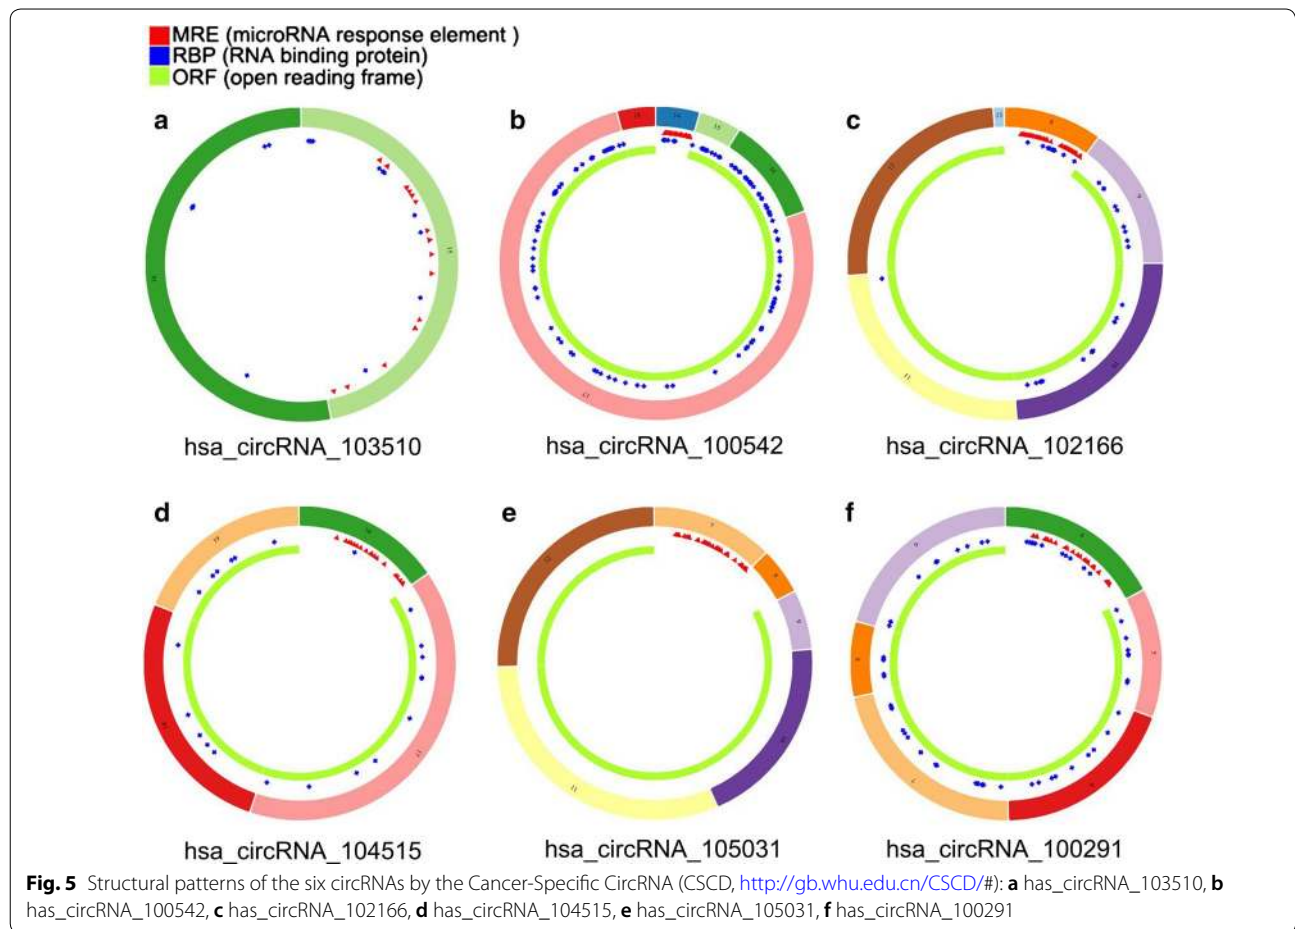 MRE (microRNA response element )
RBP (RNA binding protein)
ORF (open reading frame)
a
b
c
hsa_circRNA_103510
hsa_circRNA_100542
hsa_circRNA_102166
d
e
f
hsa_circRNA_104515
hsa_circRNA_105031
hsa_circRNA_100291
Fig. 5 Structural patterns of the six circRNAs by the Cancer-Specific CircRNA (CSCD, http://gb.whu.edu.cn/CSCD/#): a has_circRNA_103510, b
has_circRNA_100542, c has_circRNA_102166, d has_circRNA_104515, e has_circRNA_105031, f has_circRNA_100291